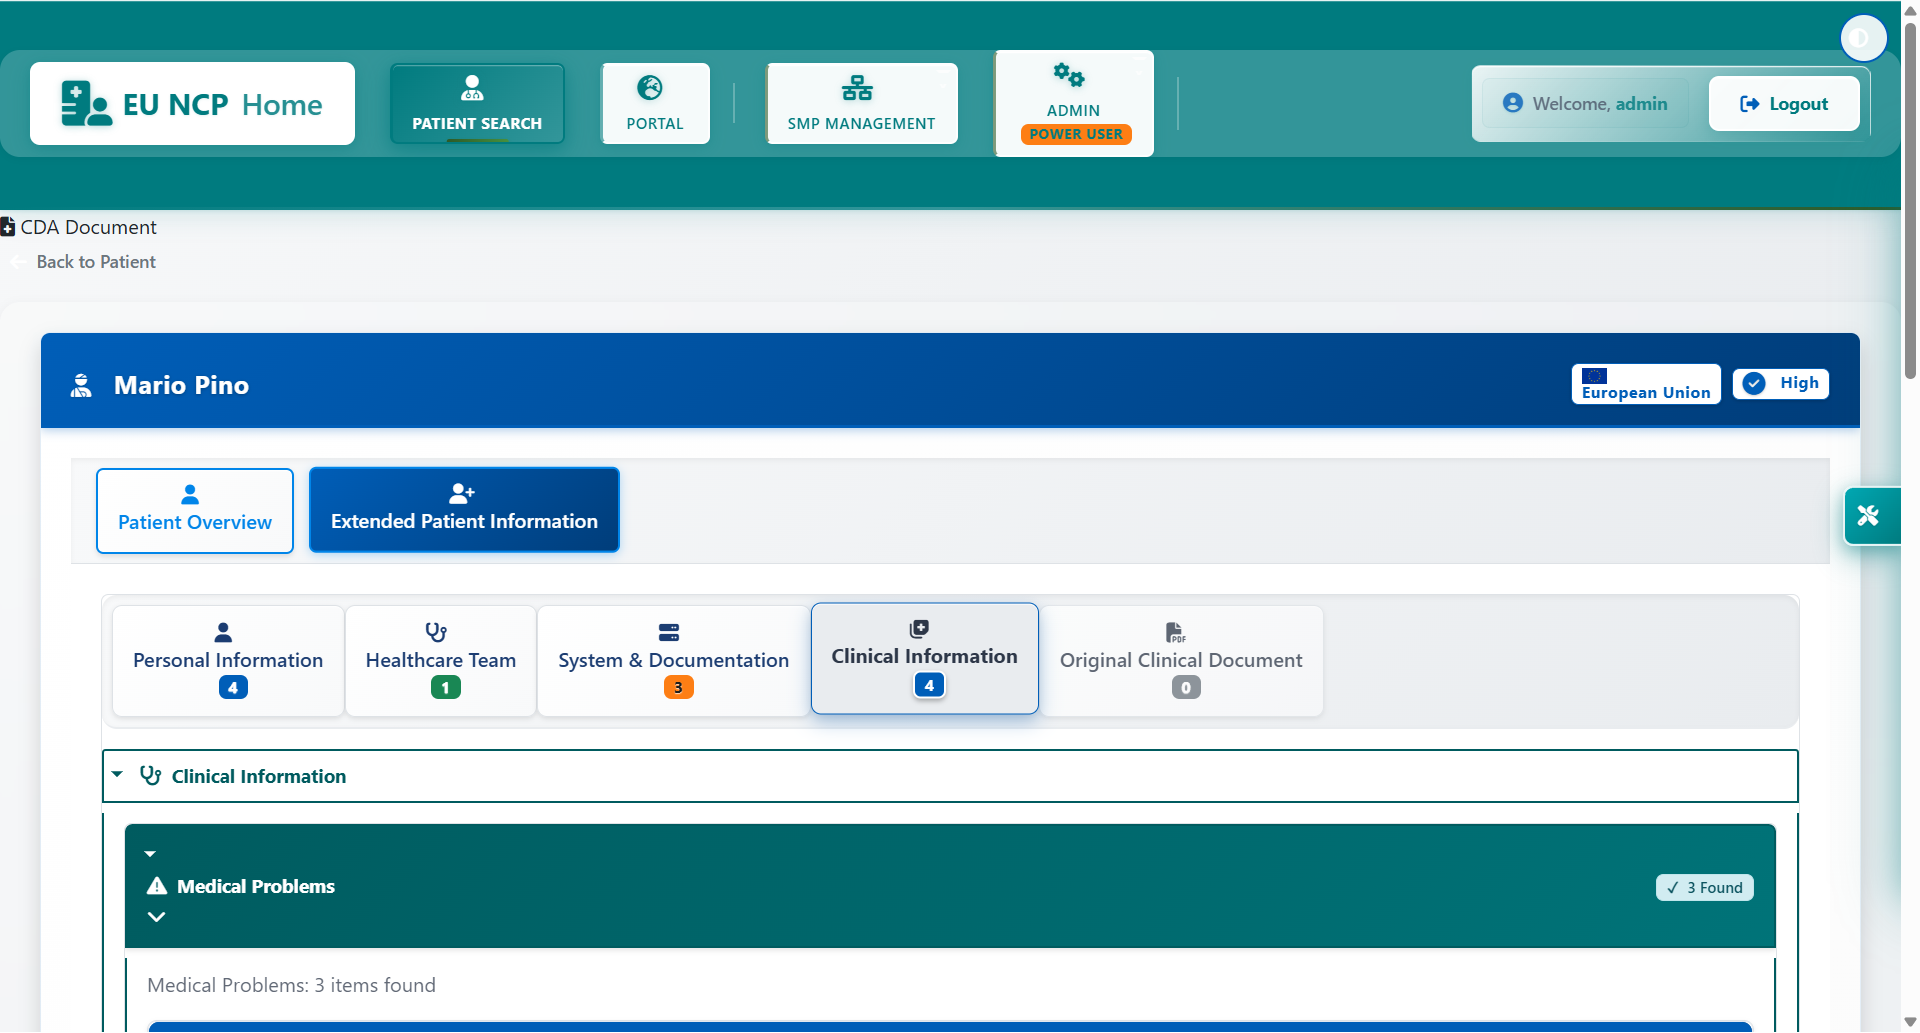 EU NCP Home
PATIENT SEARCH
PORTAL
SMP MANAGEMENT
ADMIN
POWER USER
Welcome, admin
Logout
CDA Document
Back to Patient
Mario Pino
European Union
High
Patient Overview
Extended Patient Information
Personal Information
4
Healthcare Team
1
System & Documentation
3
Clinical Information
4
PDF
Original Clinical Document
0
Clinical Information
Medical Problems
✓ 3 Found
Medical Problems: 3 items found